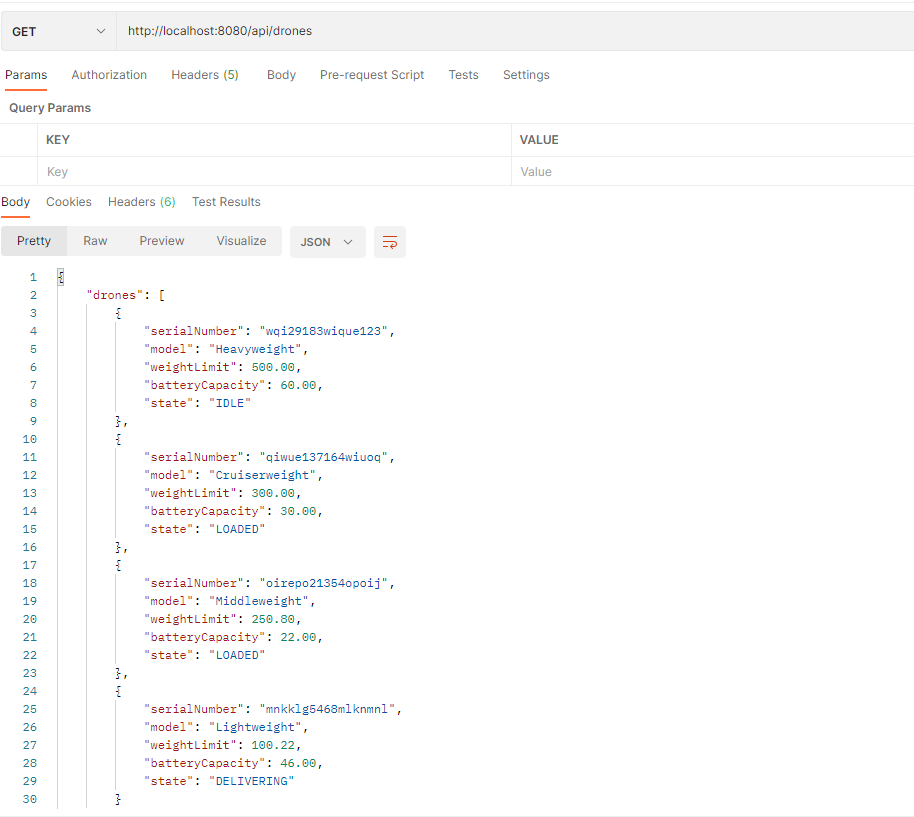 GET http://localhost:8080/api/drones
Params Authorization Headers (5) Body Pre-request Script Tests Settings
Query Params
KEY VALUE
Key Value
Body Cookies Headers (6) Test Results
Pretty Raw Preview Visualize JSON
1 {
2 "drones": [
3 {
4 "serialNumber": "wqi29183wique123",
5 "model": "Heavyweight",
6 "weightLimit": 500.00,
7 "batteryCapacity": 60.00,
8 "state": "IDLE"
9 },
10 {
11 "serialNumber": "qiwue137164wiuoq",
12 "model": "Cruiserweight",
13 "weightLimit": 300.00,
14 "batteryCapacity": 30.00,
15 "state": "LOADED"
16 },
17 {
18 "serialNumber": "oirepo21354opoij",
19 "model": "Middleweight",
20 "weightLimit": 250.80,
21 "batteryCapacity": 22.00,
22 "state": "LOADED"
23 },
24 {
25 "serialNumber": "mnkklg5468mlknmnl",
26 "model": "Lightweight",
27 "weightLimit": 100.22,
28 "batteryCapacity": 46.00,
29 "state": "DELIVERING"
30 }